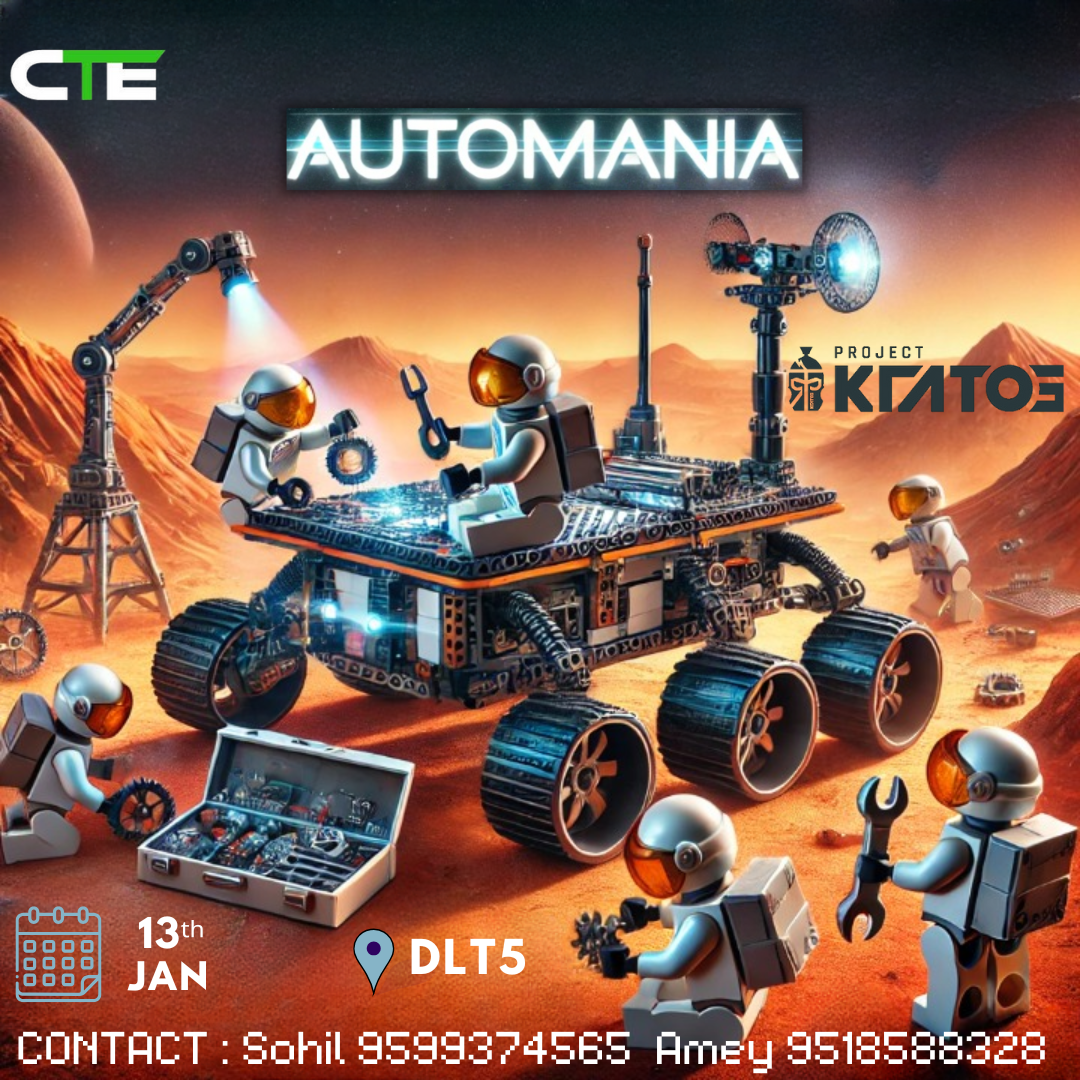 CTE
AUTOMANIA
PROJECT
KRATOS
13th
JAN
DLT5
CONTACT : Sohil 9599374565 Amey 9518588328